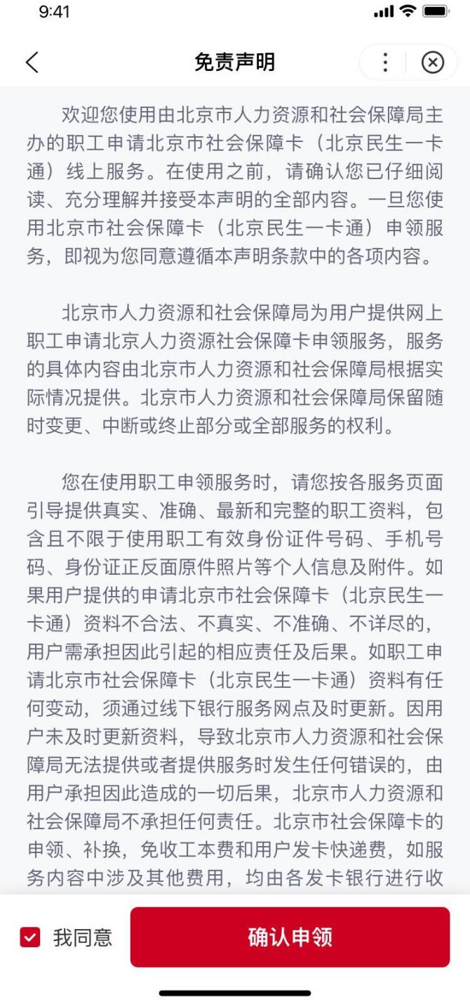 9:41
免责声明
欢迎您使用由北京市人力资源和社会保障局主
办的职工申请北京市社会保障卡（北京民生一卡
通）线上服务。在使用之前，请确认您已仔细阅
读、充分理解并接受本声明的全部内容。一旦您使
用北京市社会保障卡（北京民生一卡通）申领服
务，即视为您同意遵循本声明条款中的各项内容。
北京市人力资源和社会保障局为用户提供网上
职工申请北京人力资源社会保障卡申领服务，服务
的具体内容由北京市人力资源和社会保障局根据实
际情况提供。北京市人力资源和社会保障局保留随
时变更、中断或终止部分或全部服务的权利。
您在使用职工申领服务时，请您按各服务页面
引导提供真实、准确、最新和完整的职工资料，包
含且不限于使用职工有效身份证件号码、手机号
码、身份证正反面原件照片等个人信息及附件。如
果用户提供的申请北京市社会保障卡（北京民生一
卡通）资料不合法、不真实、不准确、不详尽的，
用户需承担因此引起的相应责任及后果。如职工申
请北京市社会保障卡（北京民生一卡通）资料有任
何变动，须通过线下银行服务网点及时更新。因用
户未及时更新资料，导致北京市人力资源和社会保
障局无法提供或者提供服务时发生任何错误的，由
用户承担因此造成的一切后果，北京市人力资源和
社会保障局不承担任何责任。北京市社会保障卡的
申领、补换，免收工本费和用户发卡快递费，如服
务内容中涉及其他费用，均由各发卡银行进行收
我同意
确认申领